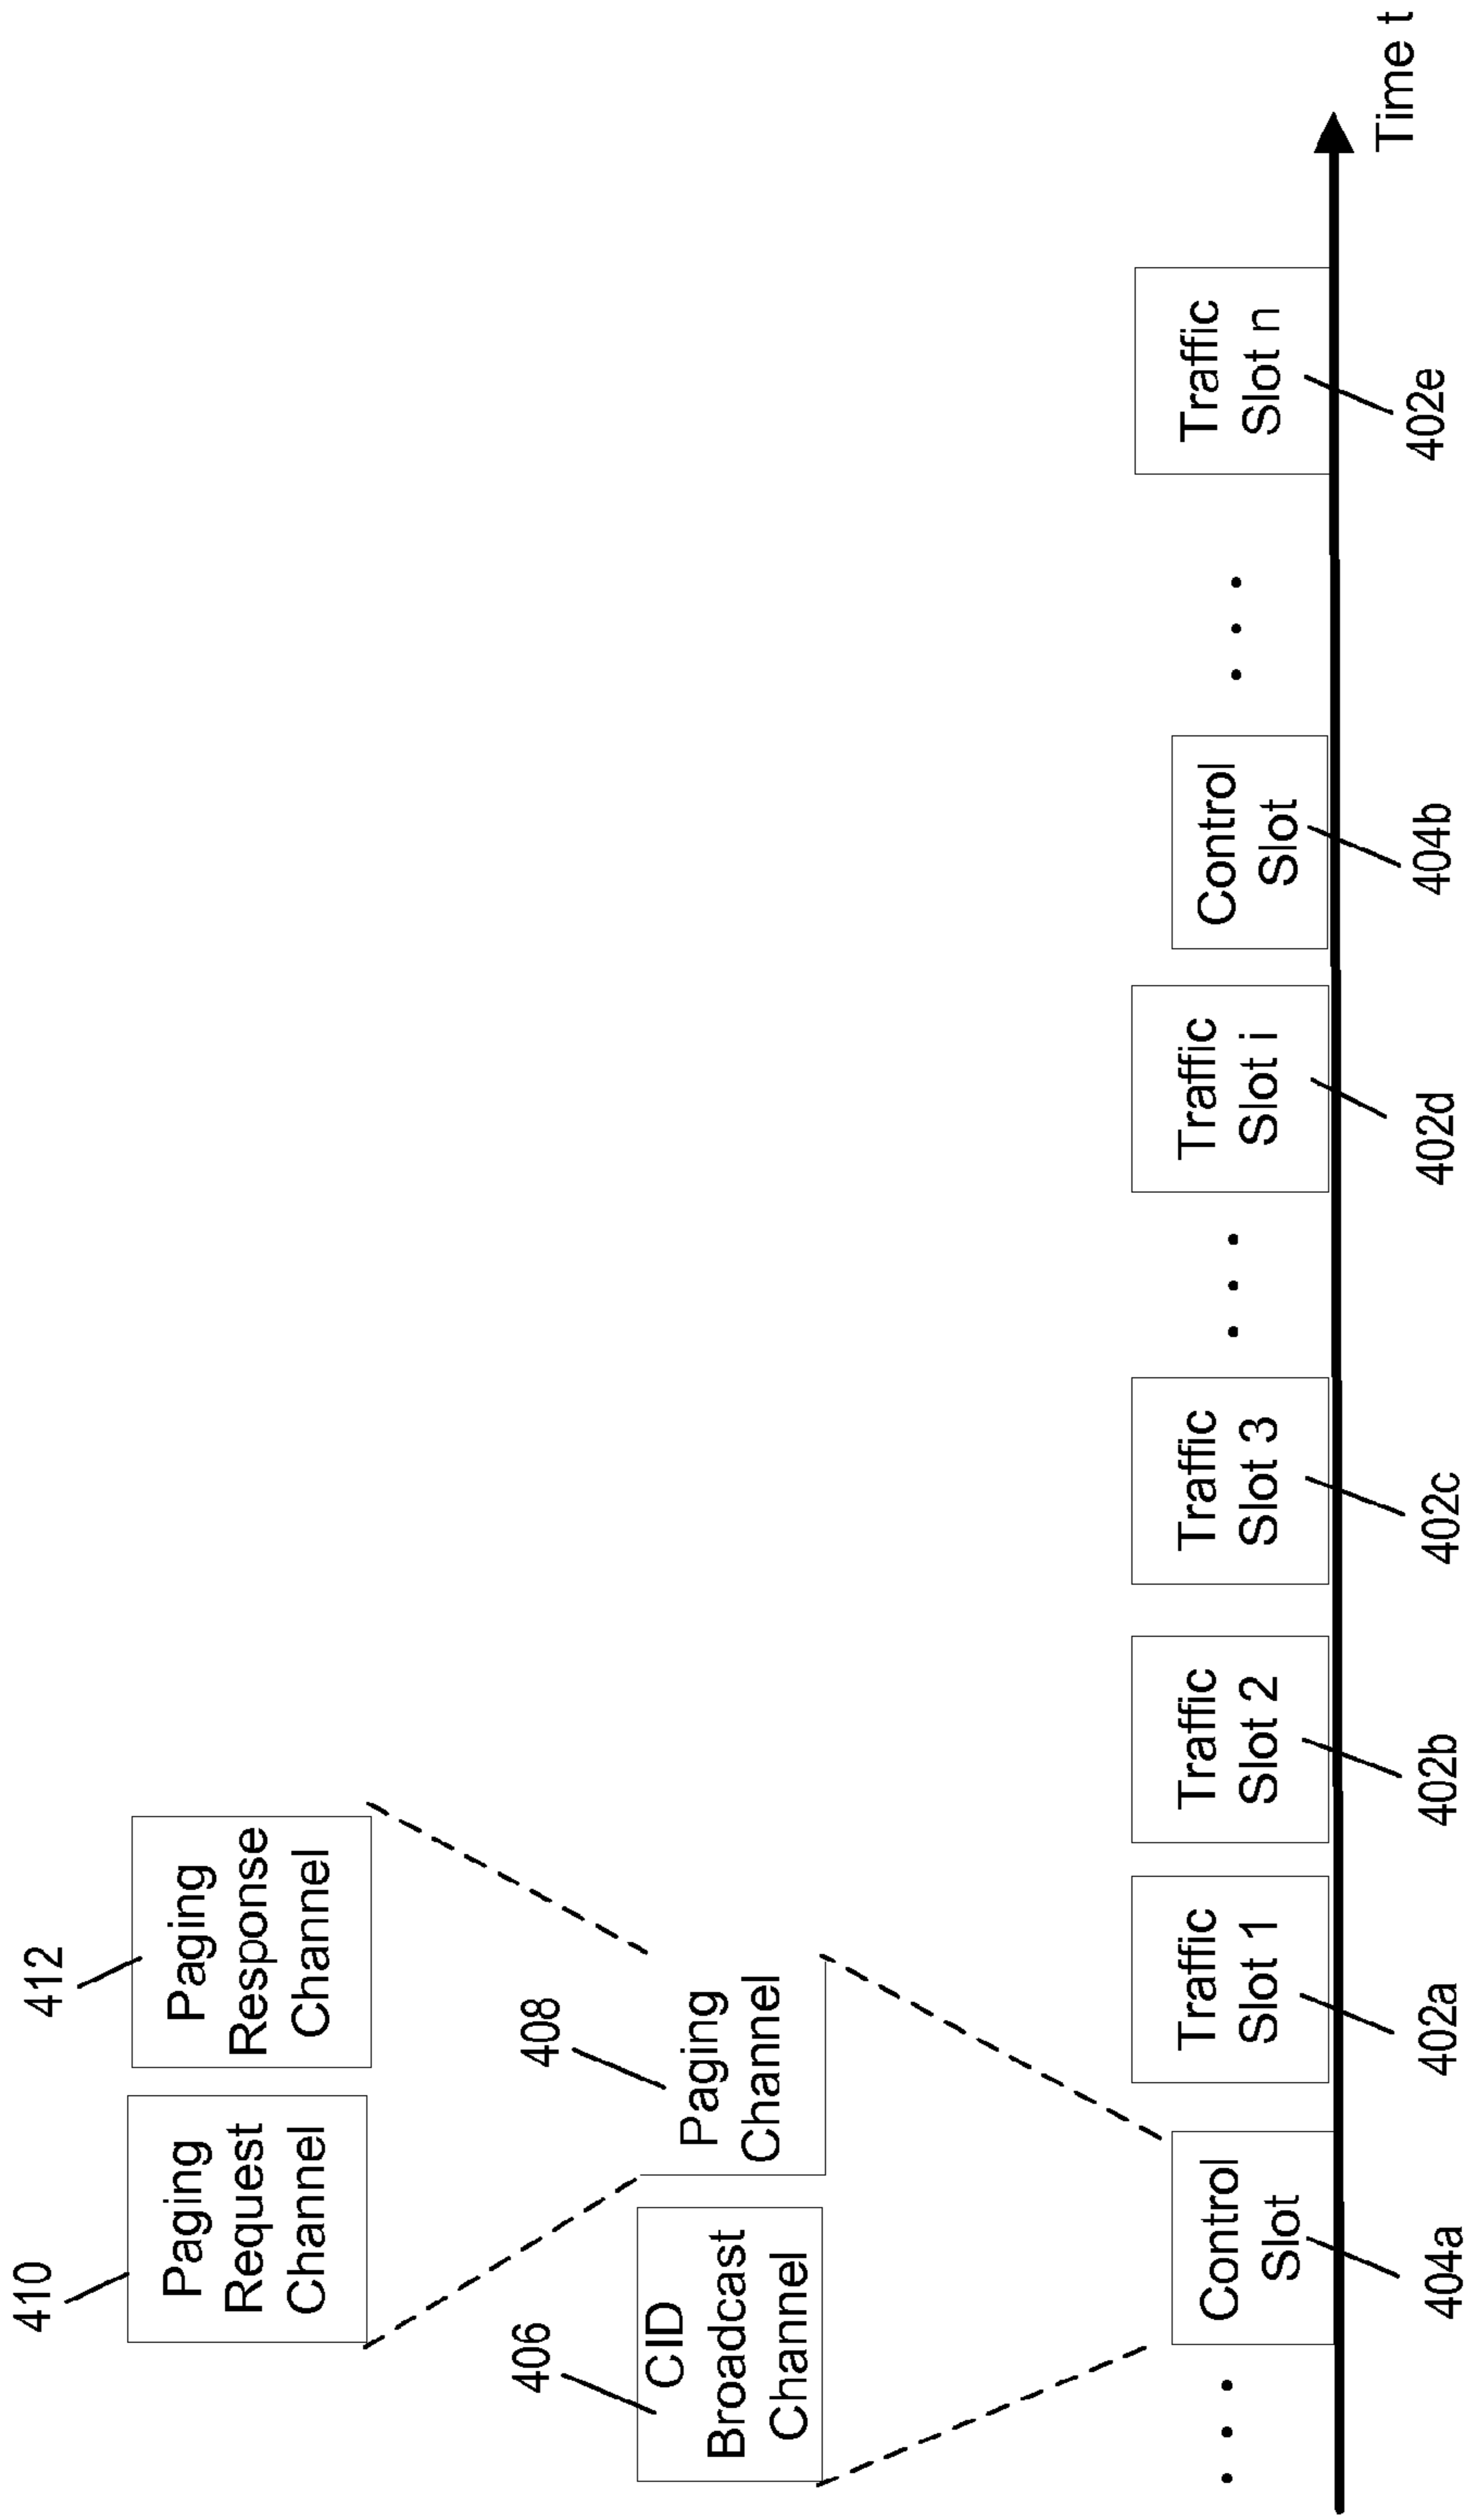 410
412
Paging
Request
Channel
Paging
Response
Channel
406
408
CID
Broadcast
Channel
Paging
Channel
. . .
Control
Slot
Traffic
Slot 1
Traffic
Slot 2
Traffic
Slot 3
. . .
Traffic
Slot i
Control
Slot
. . .
Traffic
Slot n
Time t
404a
402a
402b
402c
402d
404b
402e